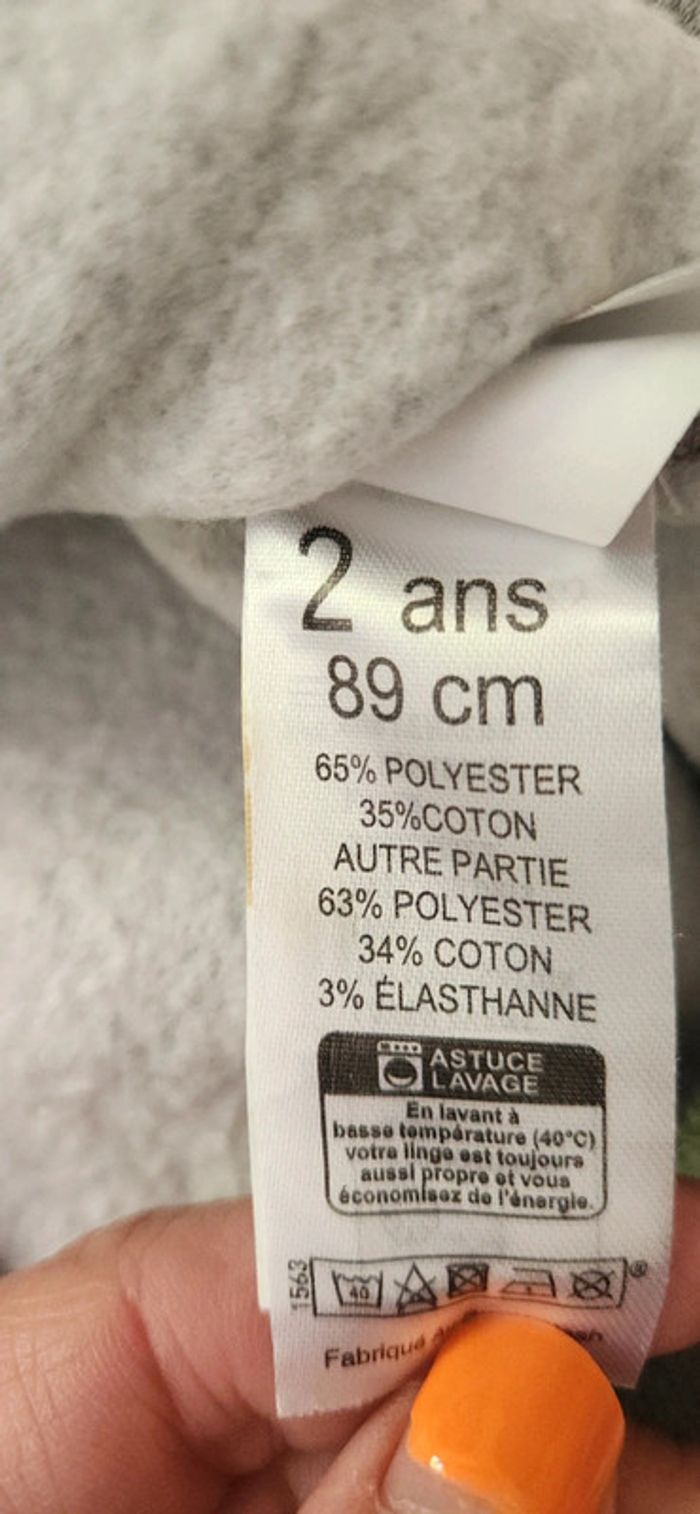 2 ans
89 cm
65% POLYESTER
35%COTON
AUTRE PARTIE
63% POLYESTER
34% COTON
3% ÉLASTHANNE
ASTUCE
LAVAGE
En lavant à
basse température (40°C)
votre linge est toujours
aussi propre et vous
économisez de l'énergie.
1563
40
®
Fabriqué